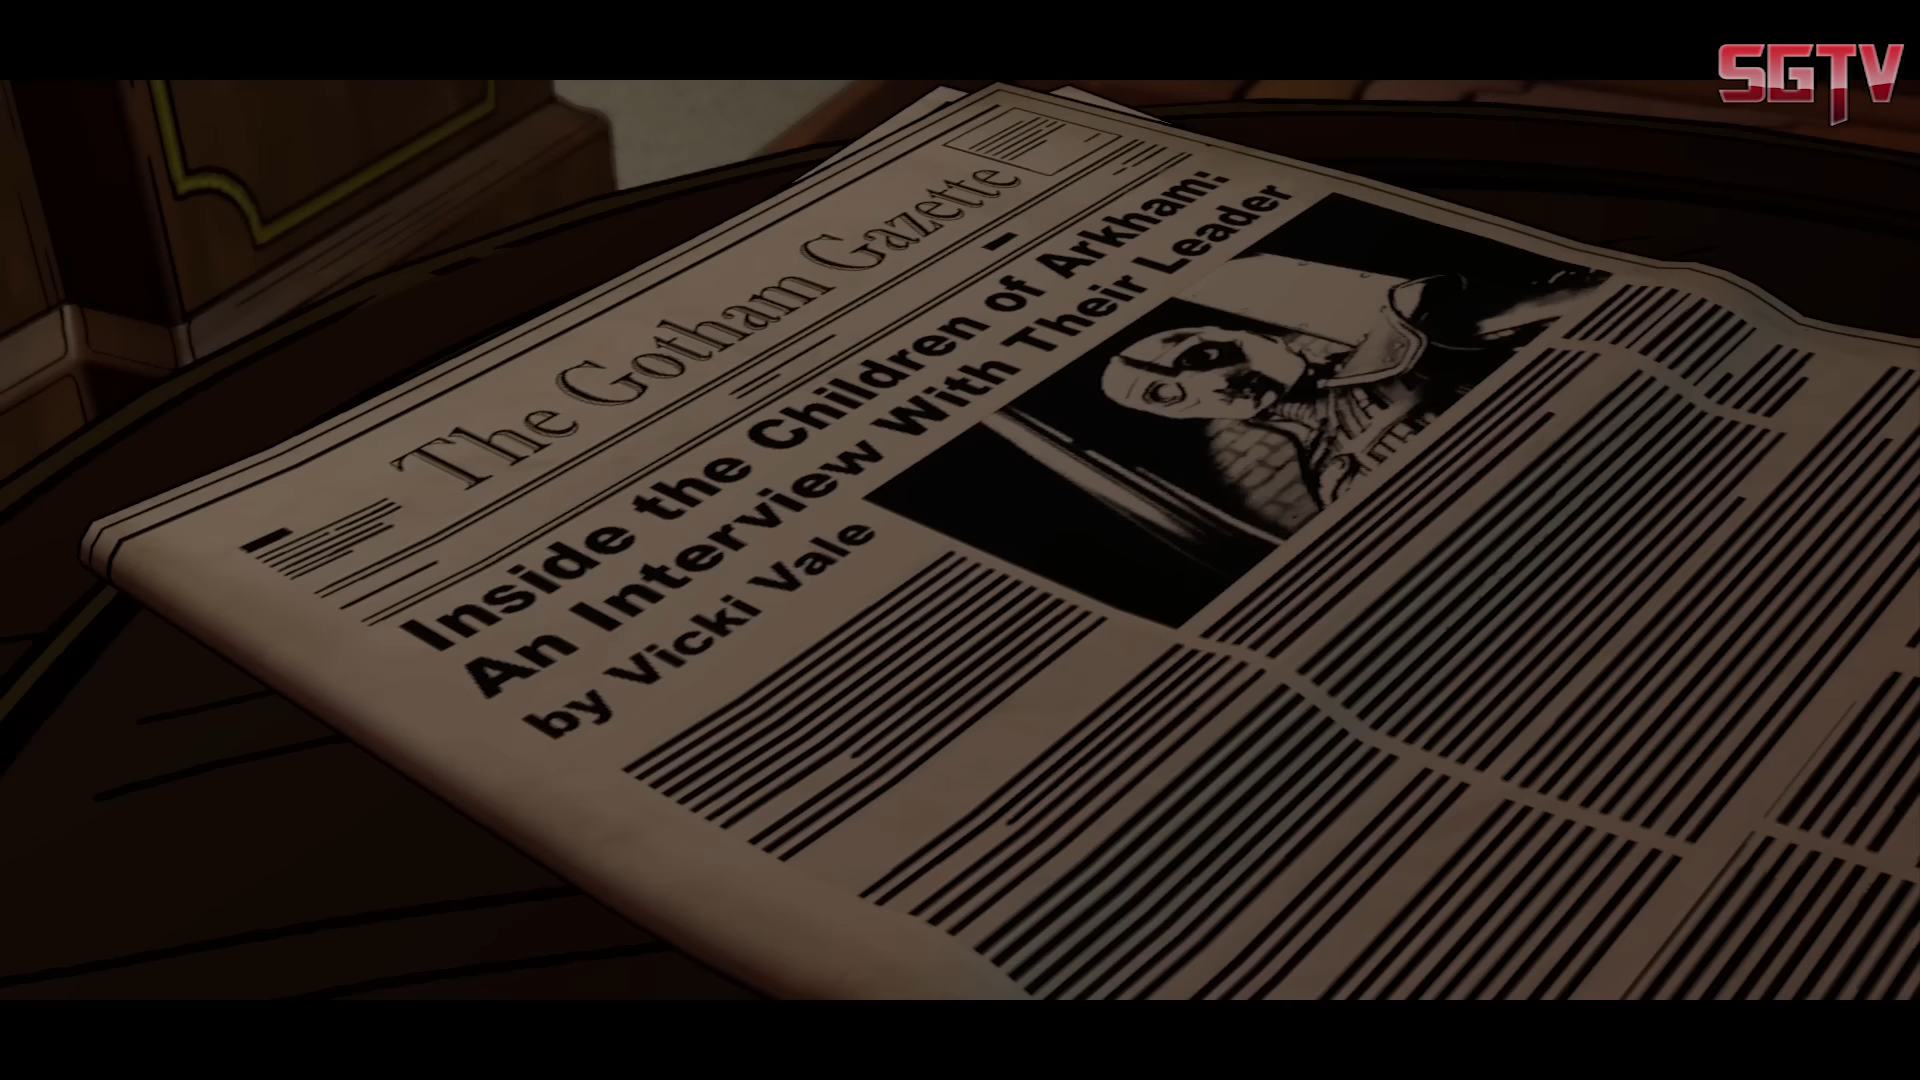 SGTV
The Gotham Gazette
Inside the Children of Arkham:
An Interview With Their Leader
by Vicki Vale